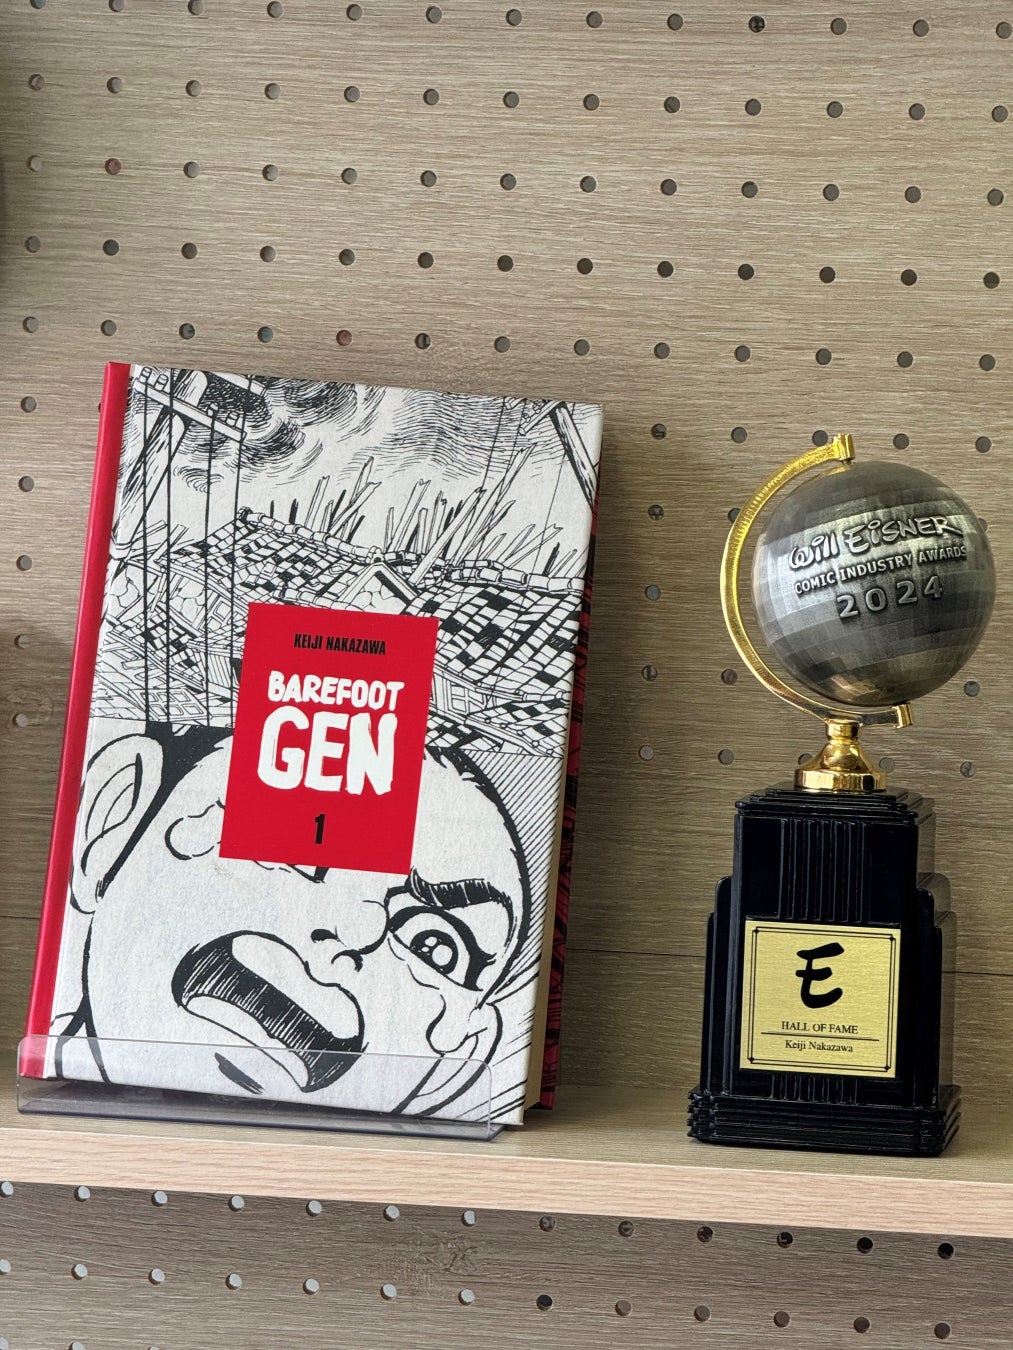 KEIJI NAKAZAWA
BAREFOOT
GEN
1
Will EiSNER
COMIC INDUSTRY AWARDS
2024
E
HALL OF FAME
Keiji Nakazawa